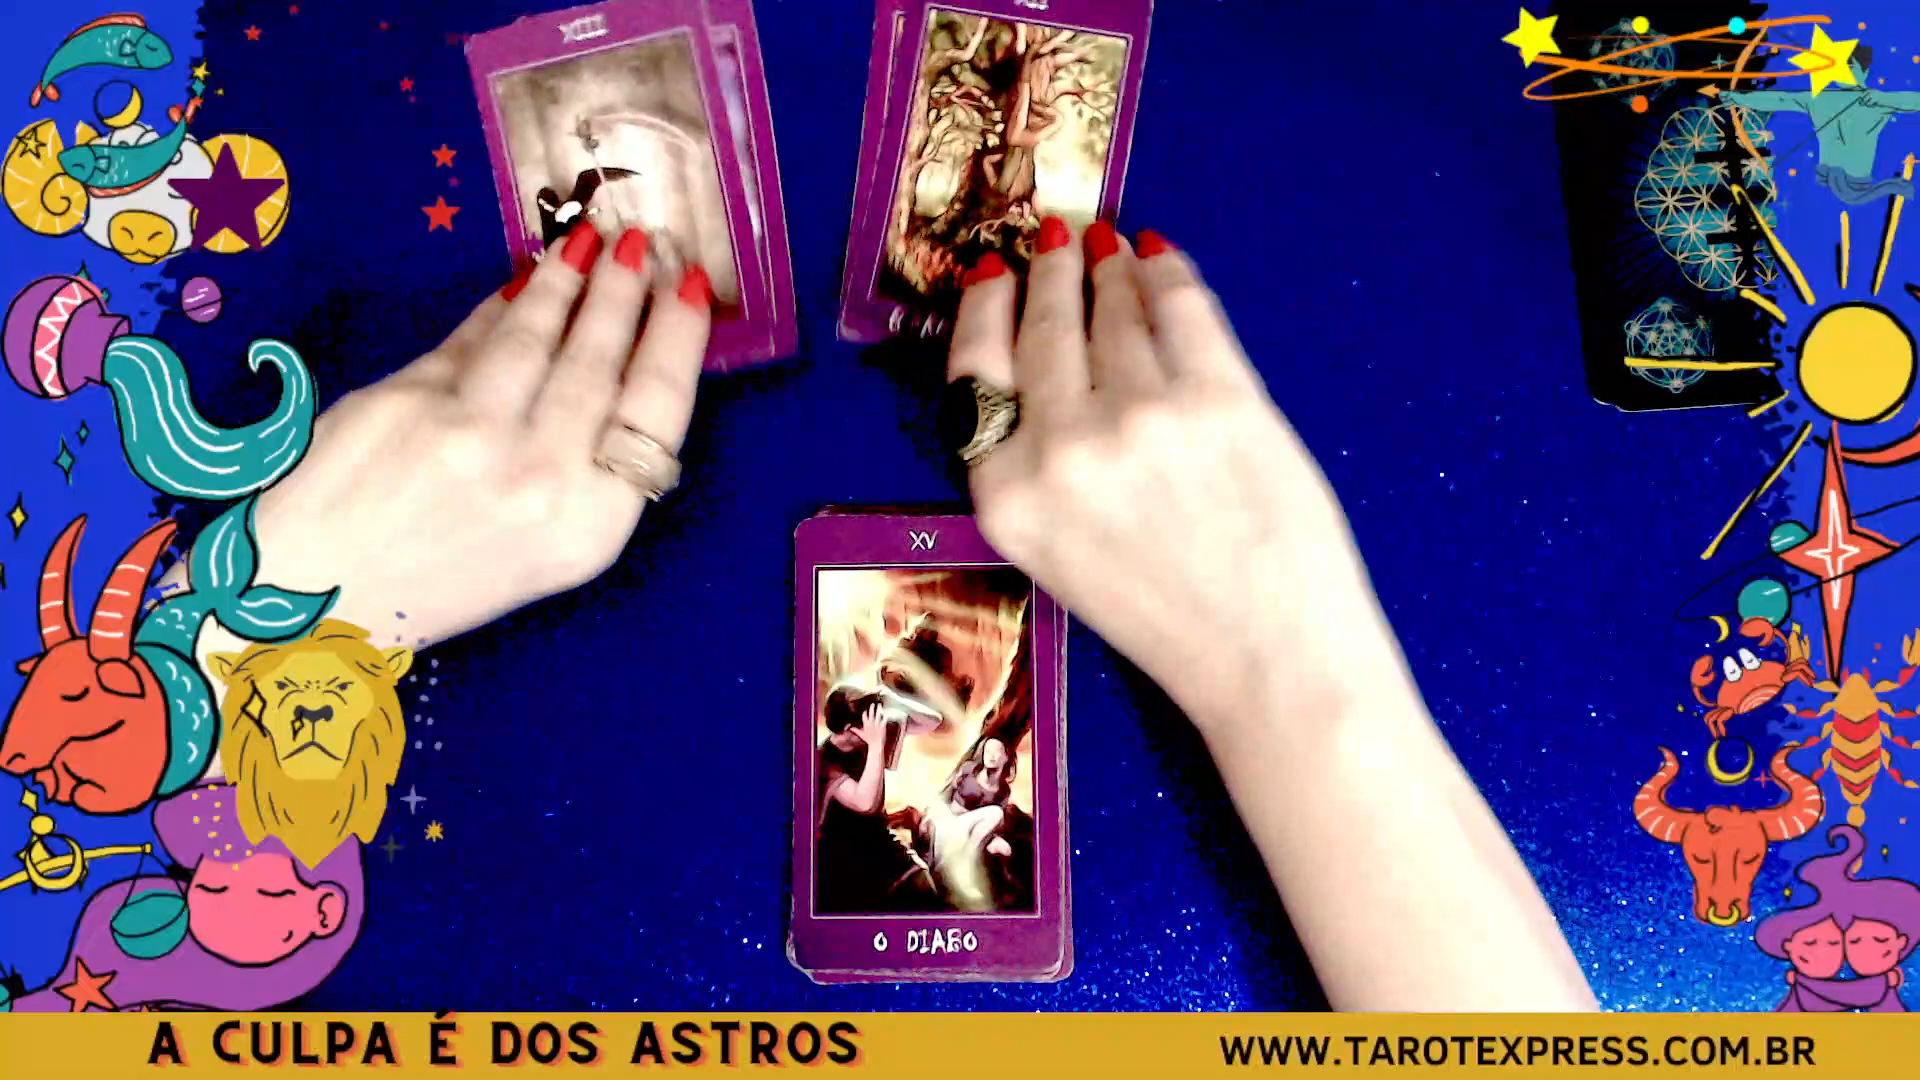 XIII
XV
O DIABO
A CULPA É DOS ASTROS
WWW.TAROTEXPRESS.COM.BR